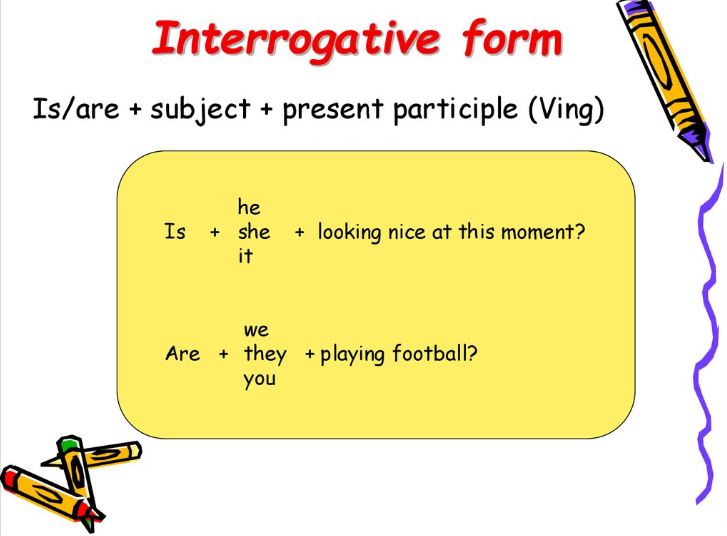 Interrogative form
Is/are + subject + present participle (Ving)
he
Is + she + looking nice at this moment?
it
we
Are + they + playing football?
you